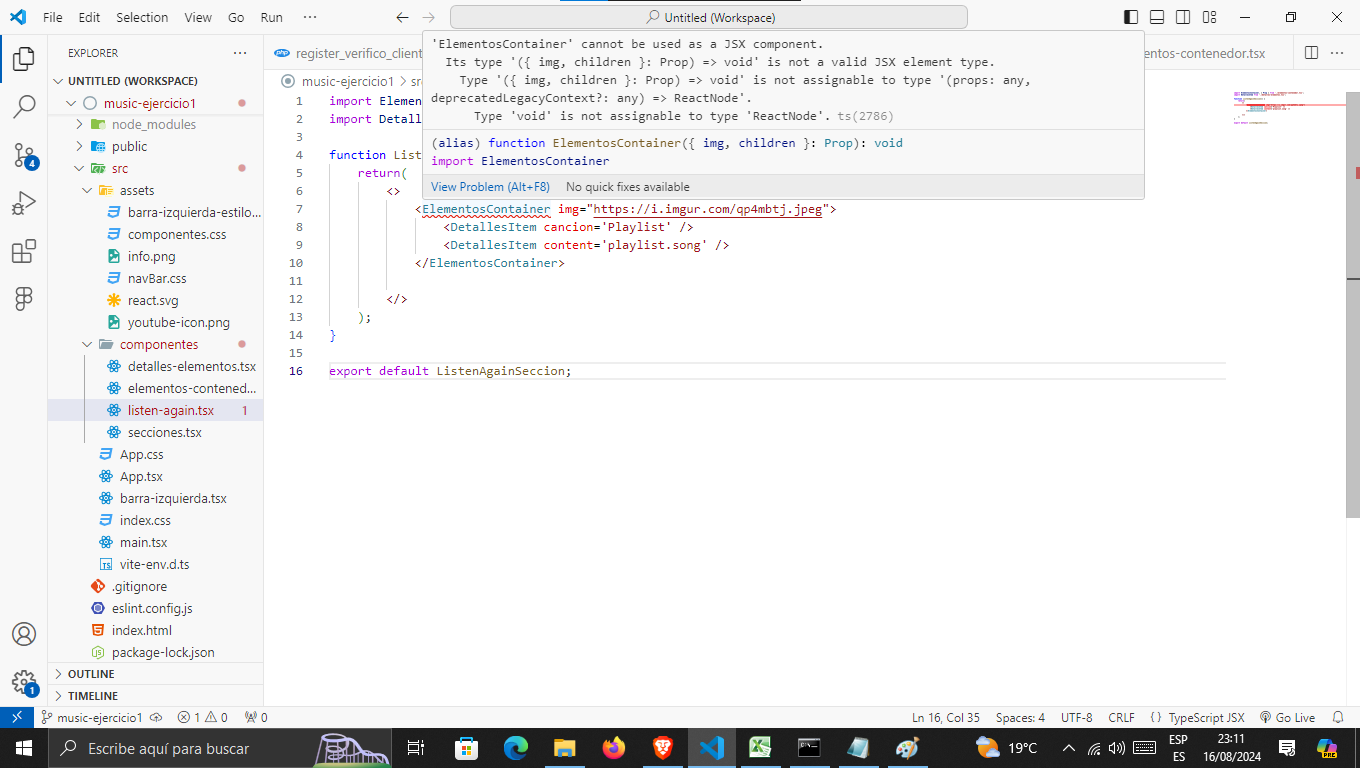 File Edit Selection View Go Run ··· Untitled (Workspace)
EXPLORER ···
UNTITLED (WORKSPACE)
music-ejercicio1
node_modules
public
src
assets
barra-izquierda-estilo...
componentes.css
info.png
navBar.css
react.svg
youtube-icon.png
componentes
detalles-elementos.tsx
elementos-contened...
listen-again.tsx 1
secciones.tsx
App.css
App.tsx
barra-izquierda.tsx
index.css
main.tsx
vite-env.d.ts
.gitignore
eslint.config.js
index.html
package-lock.json
OUTLINE
TIMELINE
4
1
register_verifico_client
entos-contenedor.tsx ···
music-ejercicio1 > sr
'ElementosContainer' cannot be used as a JSX component.
Its type '({ img, children }: Prop) => void' is not a valid JSX element type.
Type '({ img, children }: Prop) => void' is not assignable to type '(props: any,
deprecatedLegacyContext?: any) => ReactNode'.
Type 'void' is not assignable to type 'ReactNode'. ts(2786)
(alias) function ElementosContainer({ img, children }: Prop): void
import ElementosContainer
View Problem (Alt+F8) No quick fixes available
1 import Elemen
2 import Detall
3
4 function List
5 return(
6 <>
7 <ElementosContainer img="https://i.imgur.com/qp4mbtj.jpeg">
8 <DetallesItem cancion='Playlist' />
9 <DetallesItem content='playlist.song' />
10 </ElementosContainer>
11
12 </>
13 );
14 }
15
16 export default ListenAgainSeccion;
music-ejercicio1 1 0 0 Ln 16, Col 35 Spaces: 4 UTF-8 CRLF { } TypeScript JSX Go Live
Escribe aquí para buscar 19°C ESP 23:11
ES 16/08/2024
PRE